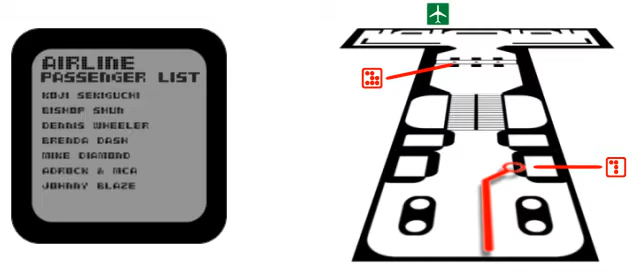 AIRLINE
PASSENGER LIST
KOJI SEKIGUCHI
BISHOP SHUN
DENNIS WHEELER
BRENDA DASH
MIKE DIAMOND
ADROCK & MCA
JOHNNY BLAZE